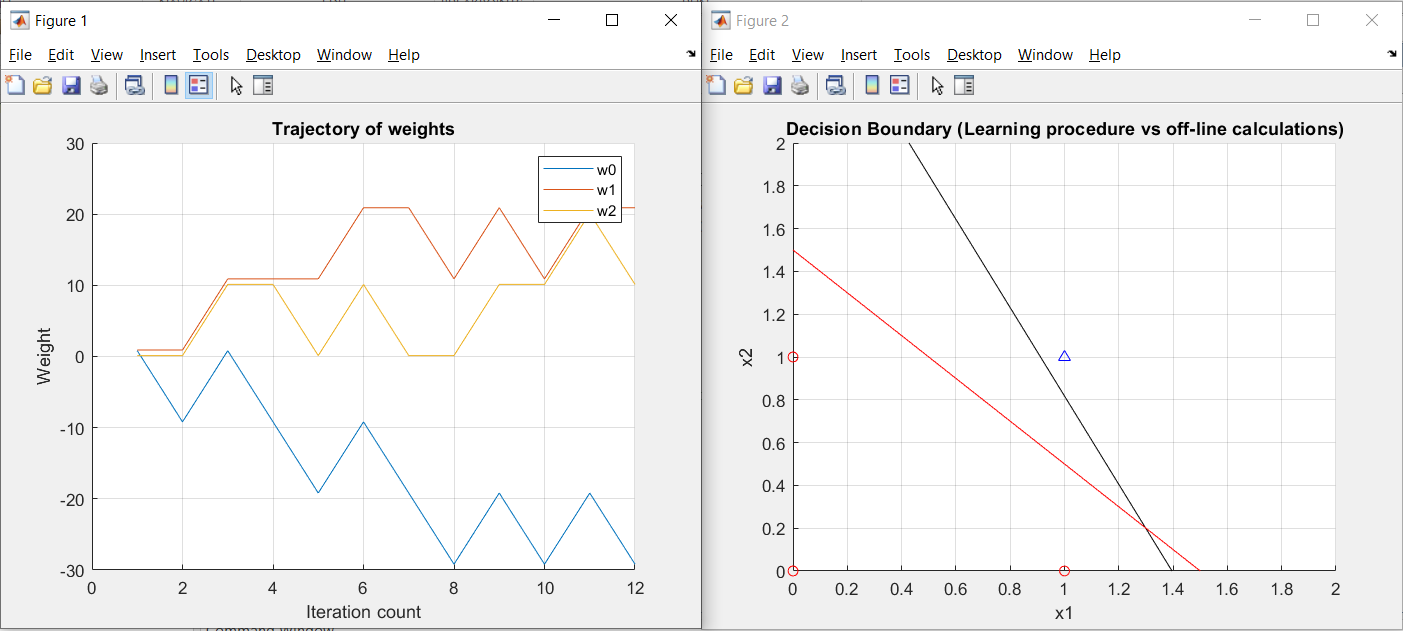 Figure 1
File Edit View Insert Tools Desktop Window Help
Trajectory of weights
30
20
10
0
-10
-20
-30
Weight
w0
w1
w2
0 2 4 6 8 10 12
Iteration count
Figure 2
File Edit View Insert Tools Desktop Window Help
Decision Boundary (Learning procedure vs off-line calculations)
2
1.8
1.6
1.4
1.2
1
0.8
0.6
0.4
0.2
0
x2
0 0.2 0.4 0.6 0.8 1 1.2 1.4 1.6 1.8 2
x1
Command Window